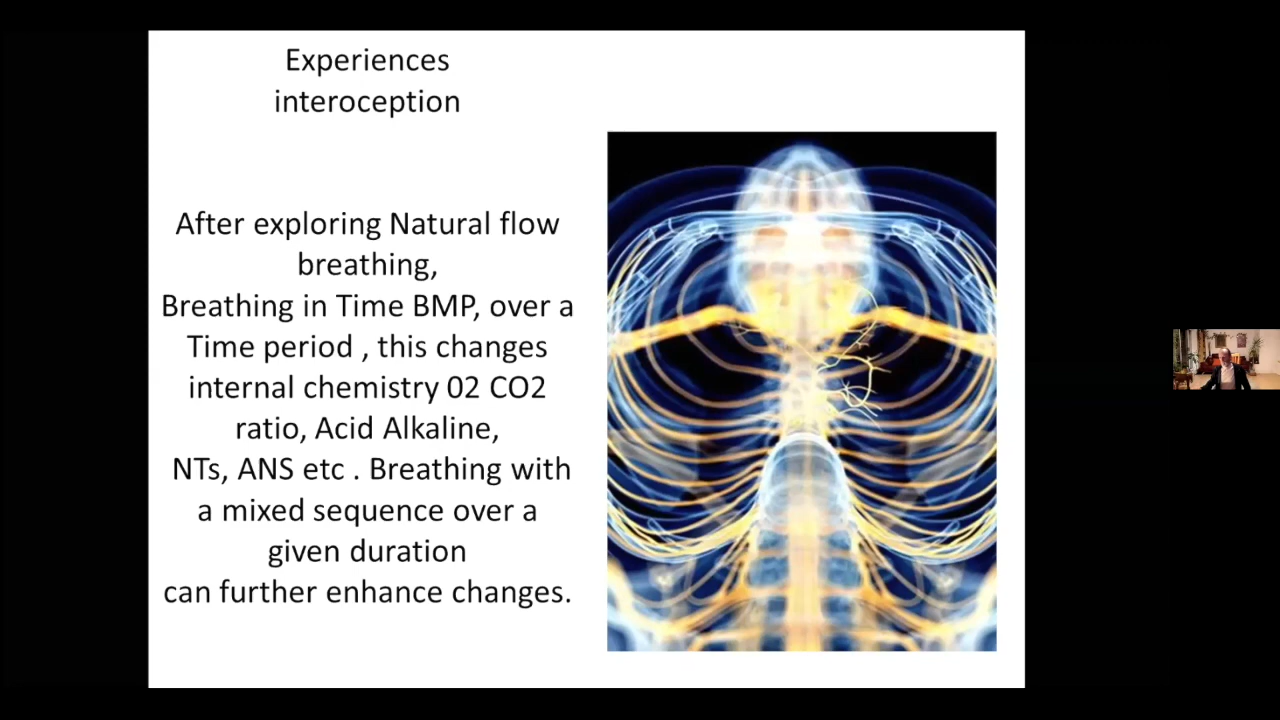 Experiences
interoception
After exploring Natural flow
breathing,
Breathing in Time BMP, over a
Time period , this changes
internal chemistry 02 CO2
ratio, Acid Alkaline,
NTs, ANS etc . Breathing with
a mixed sequence over a
given duration
can further enhance changes.